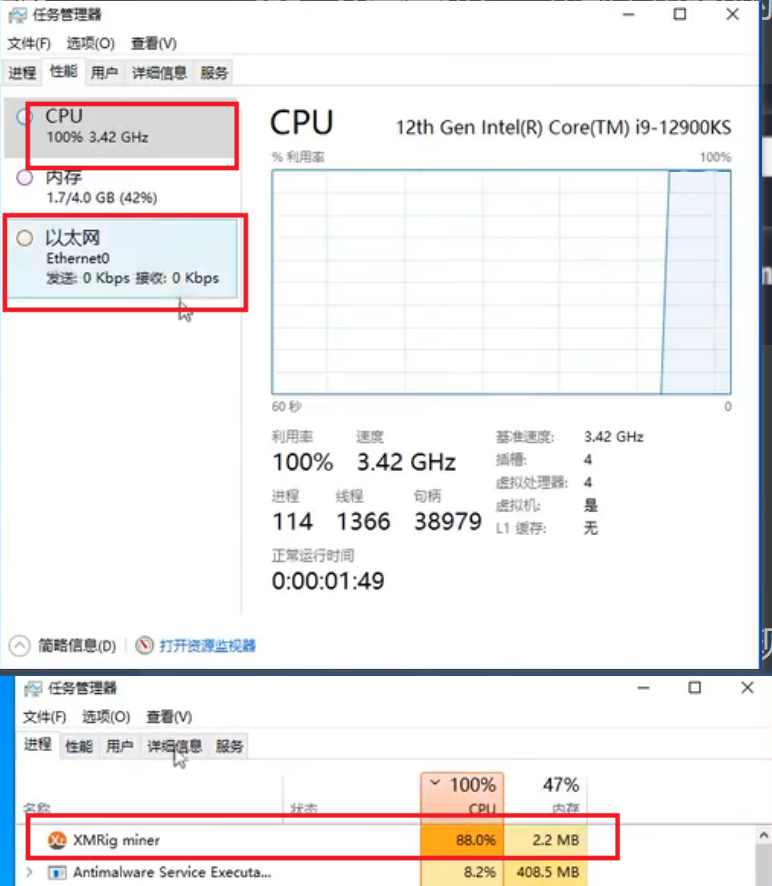 任务管理器
文件(F) 选项(O) 查看(V)
进程 性能 用户 详细信息 服务
CPU
100% 3.42 GHz
内存
1.7/4.0 GB (42%)
以太网
Ethernet0
发送: 0 Kbps 接收: 0 Kbps
CPU 12th Gen Intel(R) Core(TM) i9-12900KS
% 利用率 100%
60 秒 0
利用率 速度
100% 3.42 GHz
进程 线程 句柄
114 1366 38979
正常运行时间
0:00:01:49
基准速度: 3.42 GHz
插槽: 4
虚拟处理器: 4
虚拟机: 是
L1 缓存: 无
简略信息(D) 打开资源监视器
任务管理器
文件(F) 选项(O) 查看(V)
进程 性能 用户 详细信息 服务
100% 47%
名称 状态 CPU 内存
XMRig miner 88.0% 2.2 MB
Antimalware Service Executa... 8.2% 408.5 MB